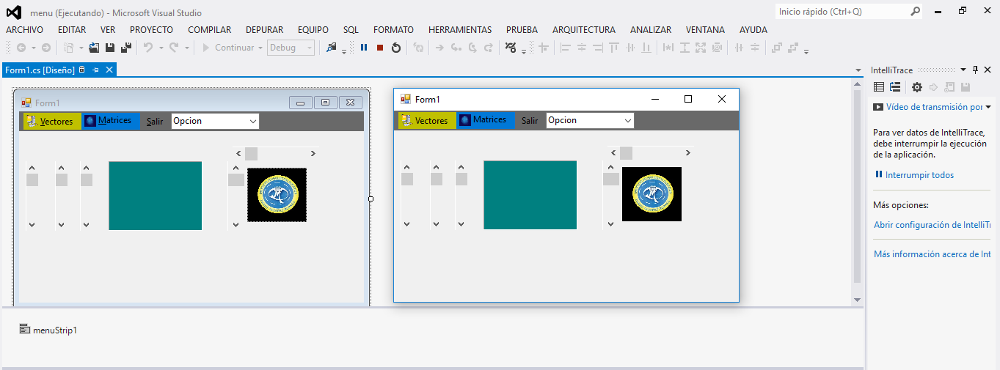 menu (Ejecutando) - Microsoft Visual Studio
Inicio rápido (Ctrl+Q)
ARCHIVO EDITAR VER PROYECTO COMPILAR DEPURAR EQUIPO SQL FORMATO HERRAMIENTAS PRUEBA ARQUITECTURA ANALIZAR VENTANA AYUDA
Continuar Debug
Form1.cs [Diseño]
Form1
Vectores Matrices Salir Opcion
Form1
Vectores Matrices Salir Opcion
menuStrip1
IntelliTrace
Vídeo de transmisión por
Para ver datos de IntelliTrace,
debe interrumpir la ejecución
de la aplicación.
Interrumpir todos
Más opciones:
Abrir configuración de IntelliTr
Más información acerca de Int